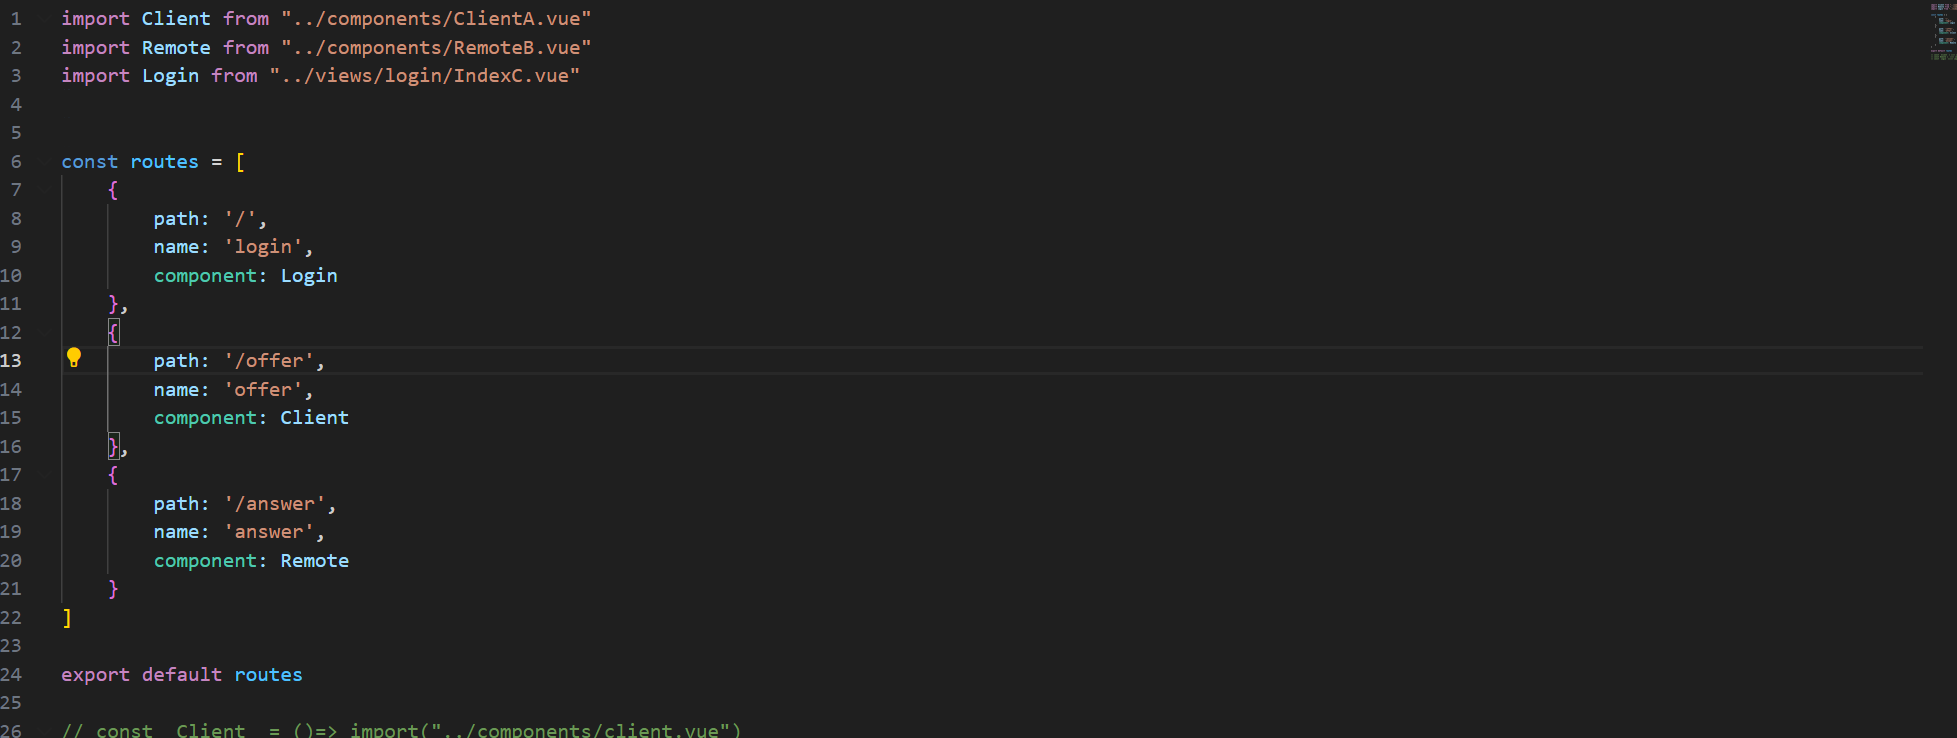 1 import Client from "../components/ClientA.vue"
2 import Remote from "../components/RemoteB.vue"
3 import Login from "../views/login/IndexC.vue"
4
5
6 const routes = [
7     {
8         path: '/',
9         name: 'login',
10         component: Login
11     },
12     {
13         path: '/offer',
14         name: 'offer',
15         component: Client
16     },
17     {
18         path: '/answer',
19         name: 'answer',
20         component: Remote
21     }
22 ]
23
24 export default routes
25
26 // const  Client  = ()=> import("../components/client.vue")